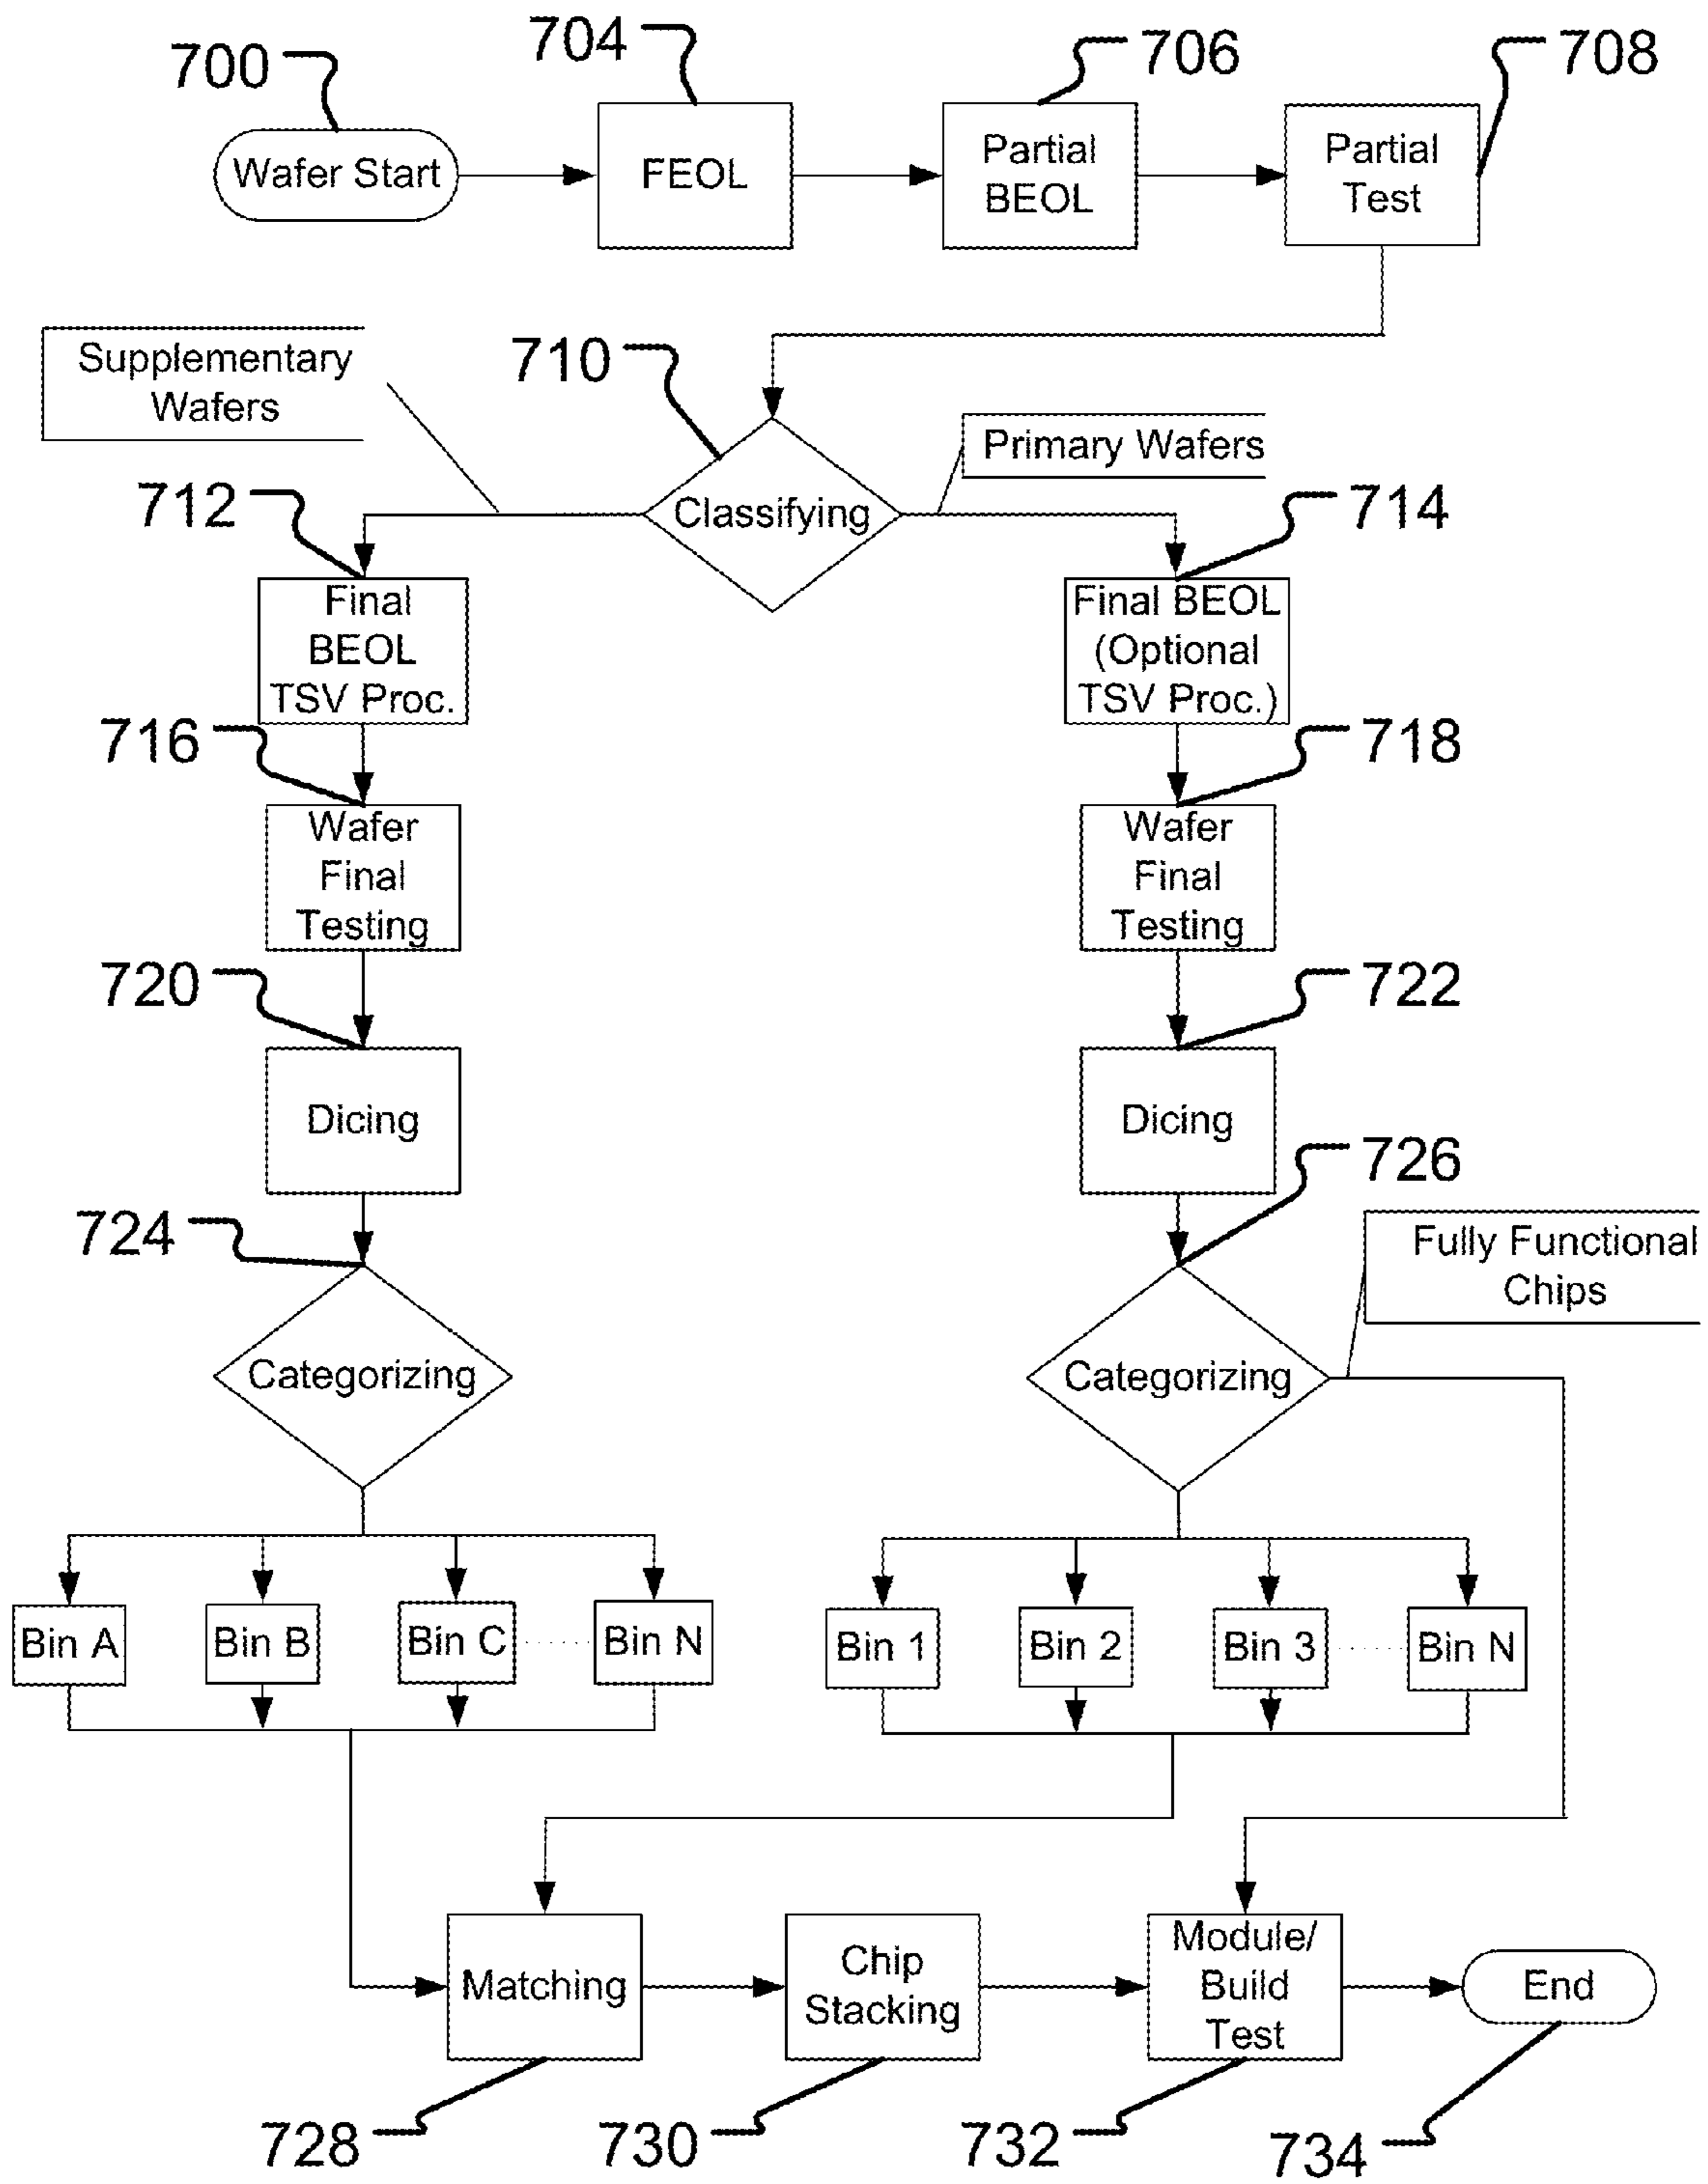 700
704
706
708
Wafer Start
FEOL
Partial
BEOL
Partial
Test
Supplementary
Wafers
710
Primary Wafers
Classifying
712
714
Final
BEOL
TSV Proc.
Final BEOL
(Optional
TSV Proc.)
716
718
Wafer
Final
Testing
Wafer
Final
Testing
720
722
Dicing
Dicing
724
726
Fully Functional
Chips
Categorizing
Categorizing
Bin A
Bin B
Bin C
Bin N
Bin 1
Bin 2
Bin 3
Bin N
Matching
Chip
Stacking
Module/
Build
Test
End
728
730
732
734